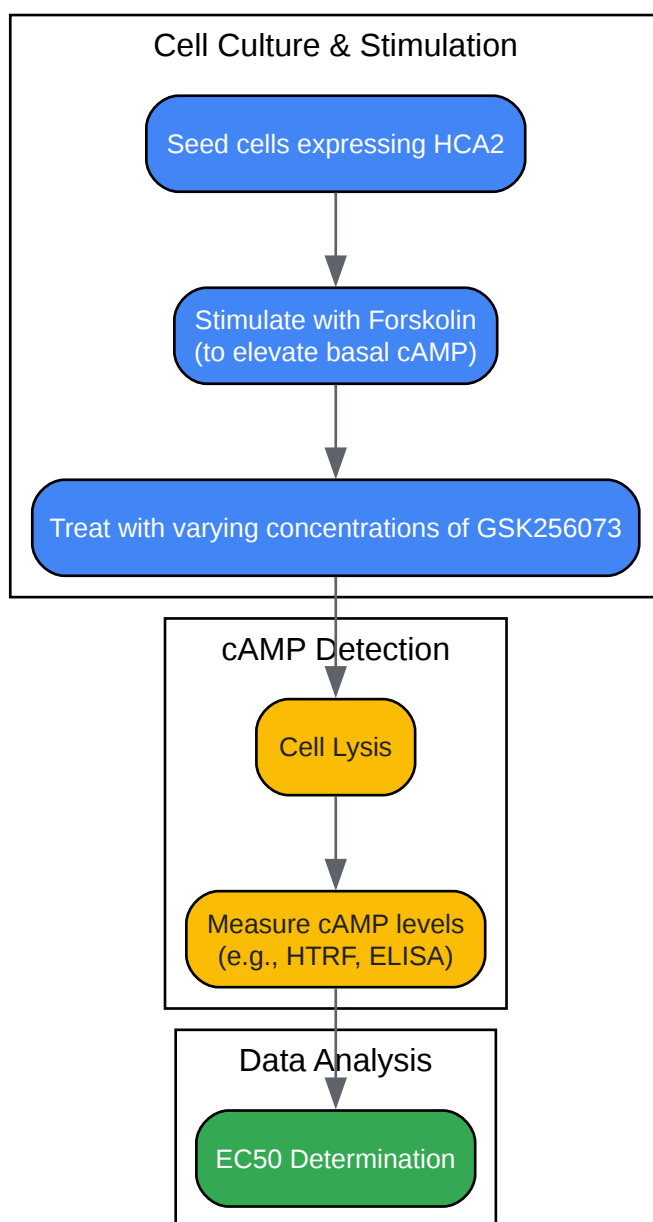 Cell Culture & Stimulation
Seed cells expressing HCA2
Stimulate with Forskolin
(to elevate basal cAMP)
Treat with varying concentrations of GSK256073
cAMP Detection
Cell Lysis
Measure cAMP levels
(e.g., HTRF, ELISA)
Data Analysis
EC50 Determination